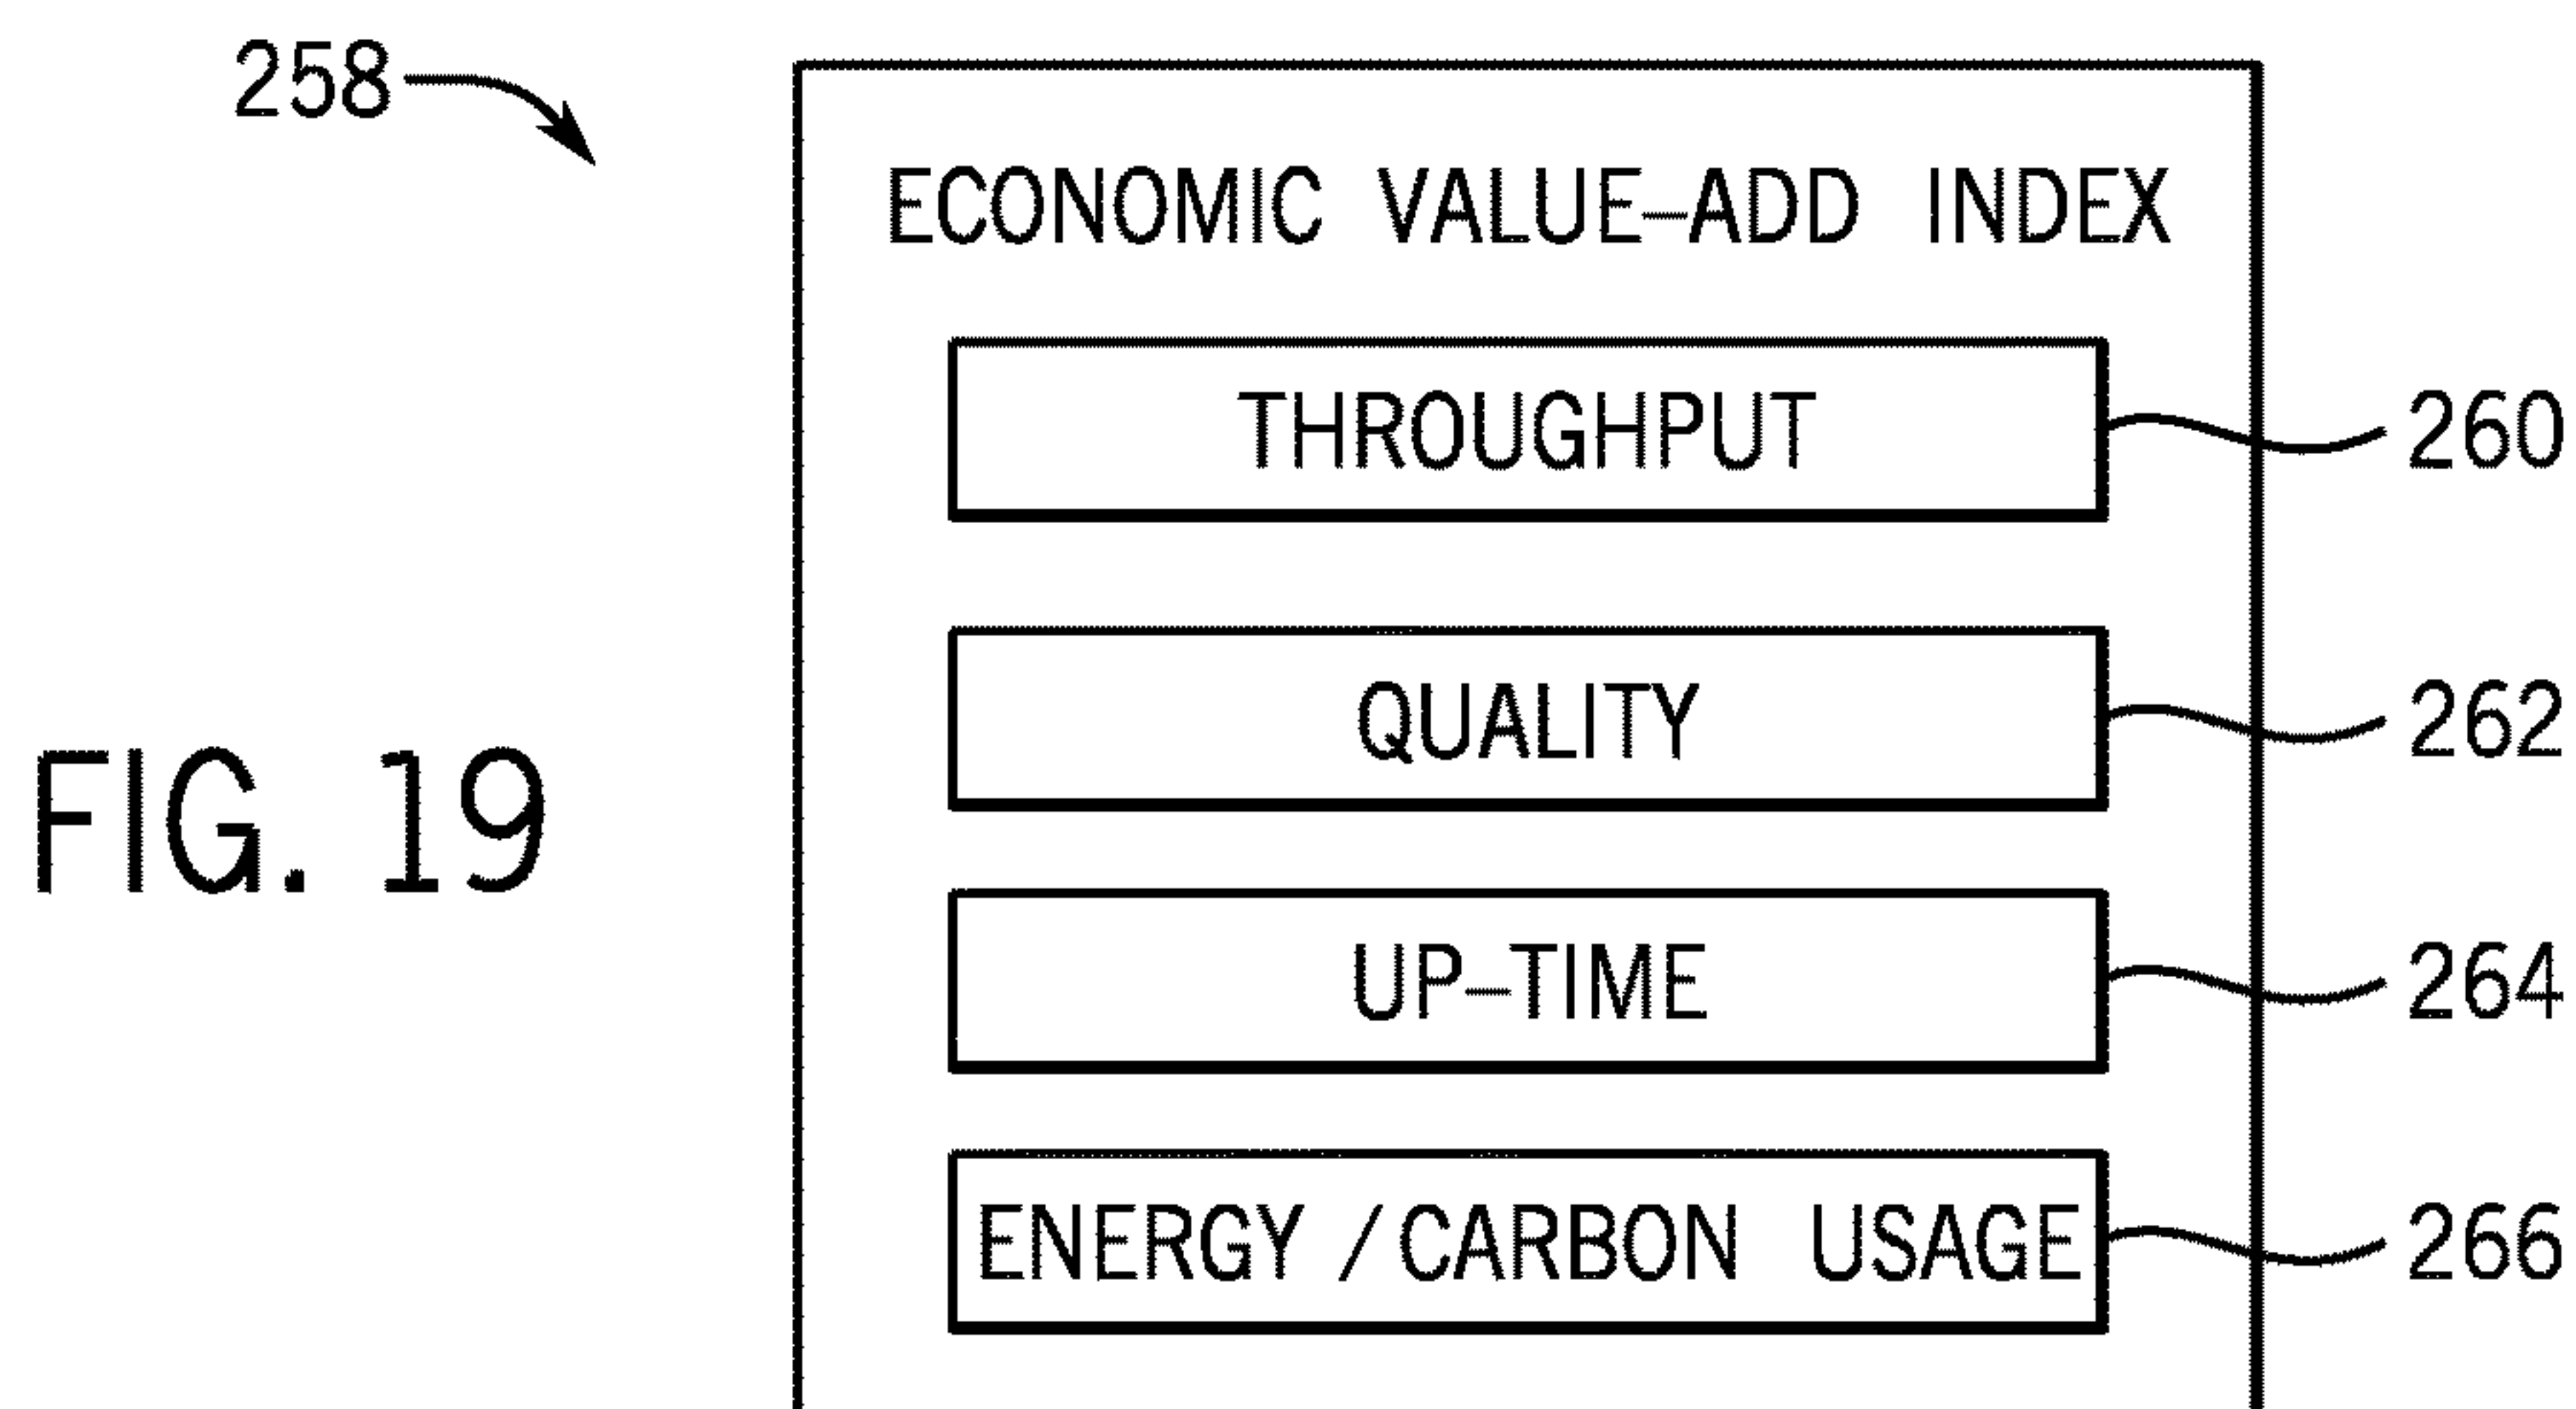 258
ECONOMIC VALUE-ADD INDEX
THROUGHPUT
260
QUALITY
262
FIG. 19
UP-TIME
264
ENERGY/CARBON USAGE
266